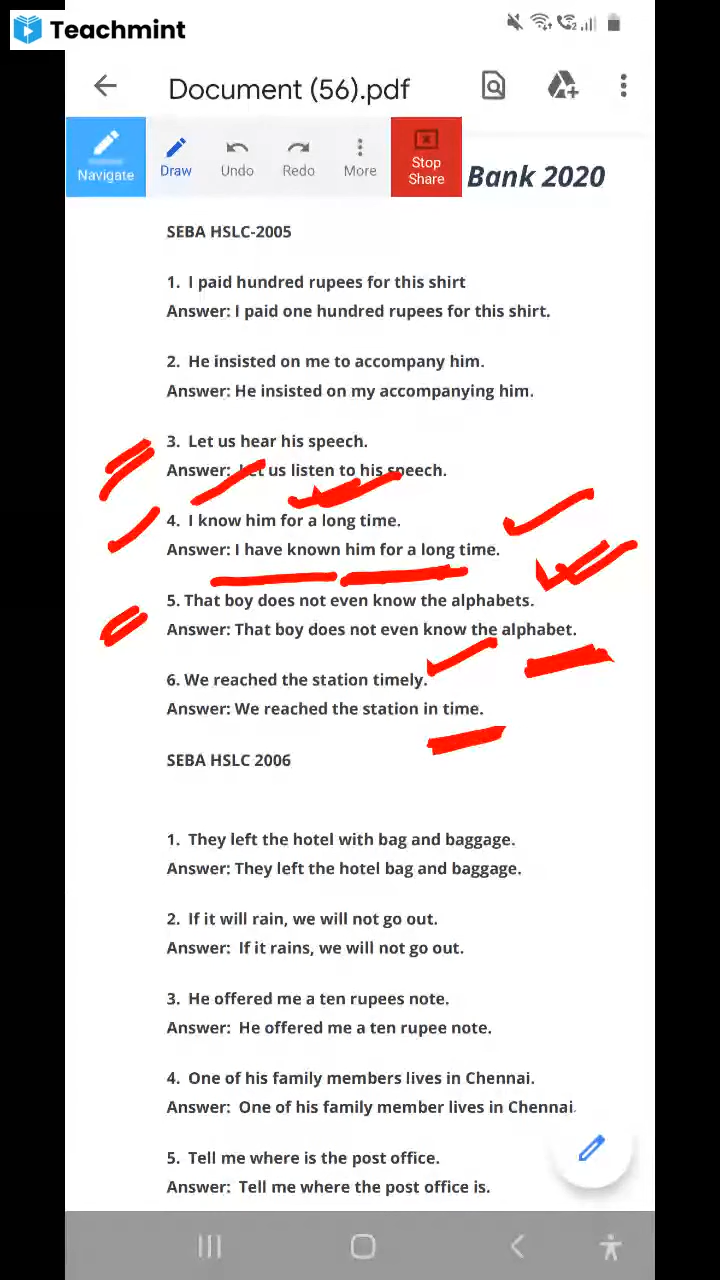 Teachmint
Document (56).pdf
Navigate
Draw
Undo
Redo
More
Stop
Share
Bank 2020
SEBA HSLC-2005
1. I paid hundred rupees for this shirt
Answer: I paid one hundred rupees for this shirt.
2. He insisted on me to accompany him.
Answer: He insisted on my accompanying him.
3. Let us hear his speech.
Answer: Let us listen to his speech.
4. I know him for a long time.
Answer: I have known him for a long time.
5. That boy does not even know the alphabets.
Answer: That boy does not even know the alphabet.
6. We reached the station timely.
Answer: We reached the station in time.
SEBA HSLC 2006
1. They left the hotel with bag and baggage.
Answer: They left the hotel bag and baggage.
2. If it will rain, we will not go out.
Answer: If it rains, we will not go out.
3. He offered me a ten rupees note.
Answer: He offered me a ten rupee note.
4. One of his family members lives in Chennai.
Answer: One of his family member lives in Chennai.
5. Tell me where is the post office.
Answer: Tell me where the post office is.